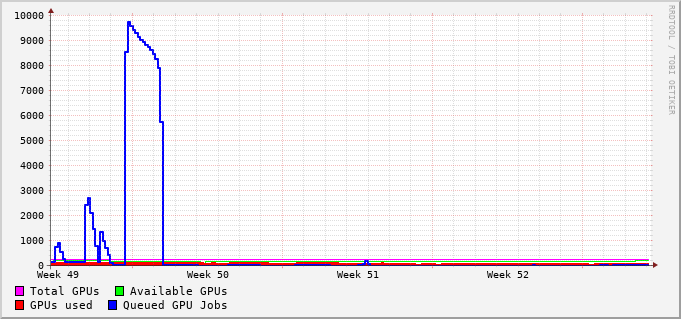 10000
9000
8000
7000
6000
5000
4000
3000
2000
1000
0
Week 49 Week 50 Week 51 Week 52
Total GPUs Available GPUs
GPUs used Queued GPU Jobs
RRDTOOL / TOBI OETIKER